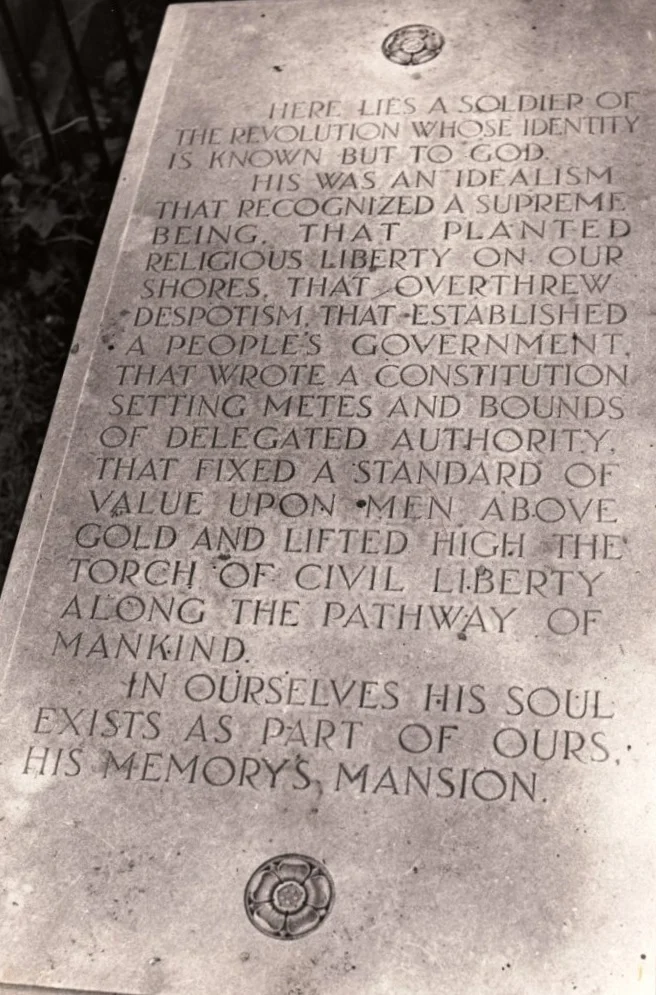 HERE LIES A SOLDIER OF
THE REVOLUTION WHOSE IDENTITY
IS KNOWN BUT TO GOD.
HIS WAS AN IDEALISM
THAT RECOGNIZED A SUPREME
BEING, THAT PLANTED
RELIGIOUS LIBERTY ON OUR
SHORES, THAT OVERTHREW
DESPOTISM, THAT ESTABLISHED
A PEOPLE'S GOVERNMENT,
THAT WROTE A CONSTITUTION
SETTING METES AND BOUNDS
OF DELEGATED AUTHORITY,
THAT FIXED A STANDARD OF
VALUE UPON MEN ABOVE
GOLD AND LIFTED HIGH THE
TORCH OF CIVIL LIBERTY
ALONG THE PATHWAY OF
MANKIND.
IN OURSELVES HIS SOUL
EXISTS AS PART OF OURS,
HIS MEMORY'S MANSION.